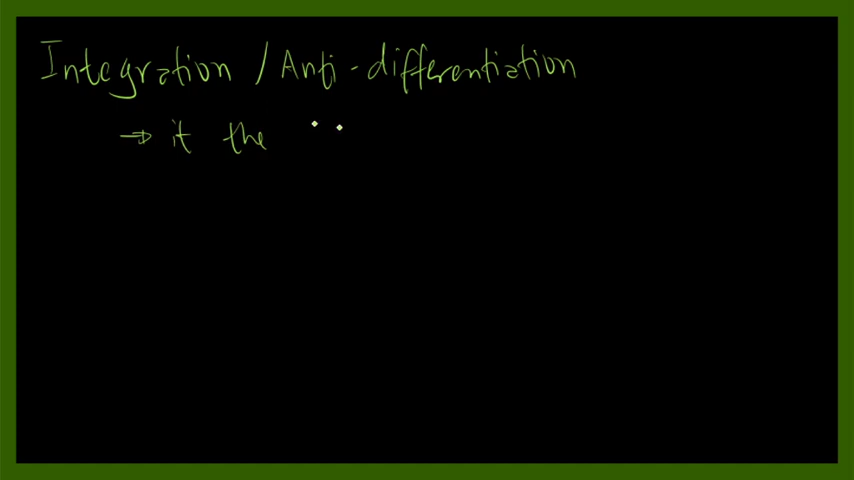 Integration / Anti-differentiation
⇒ it the